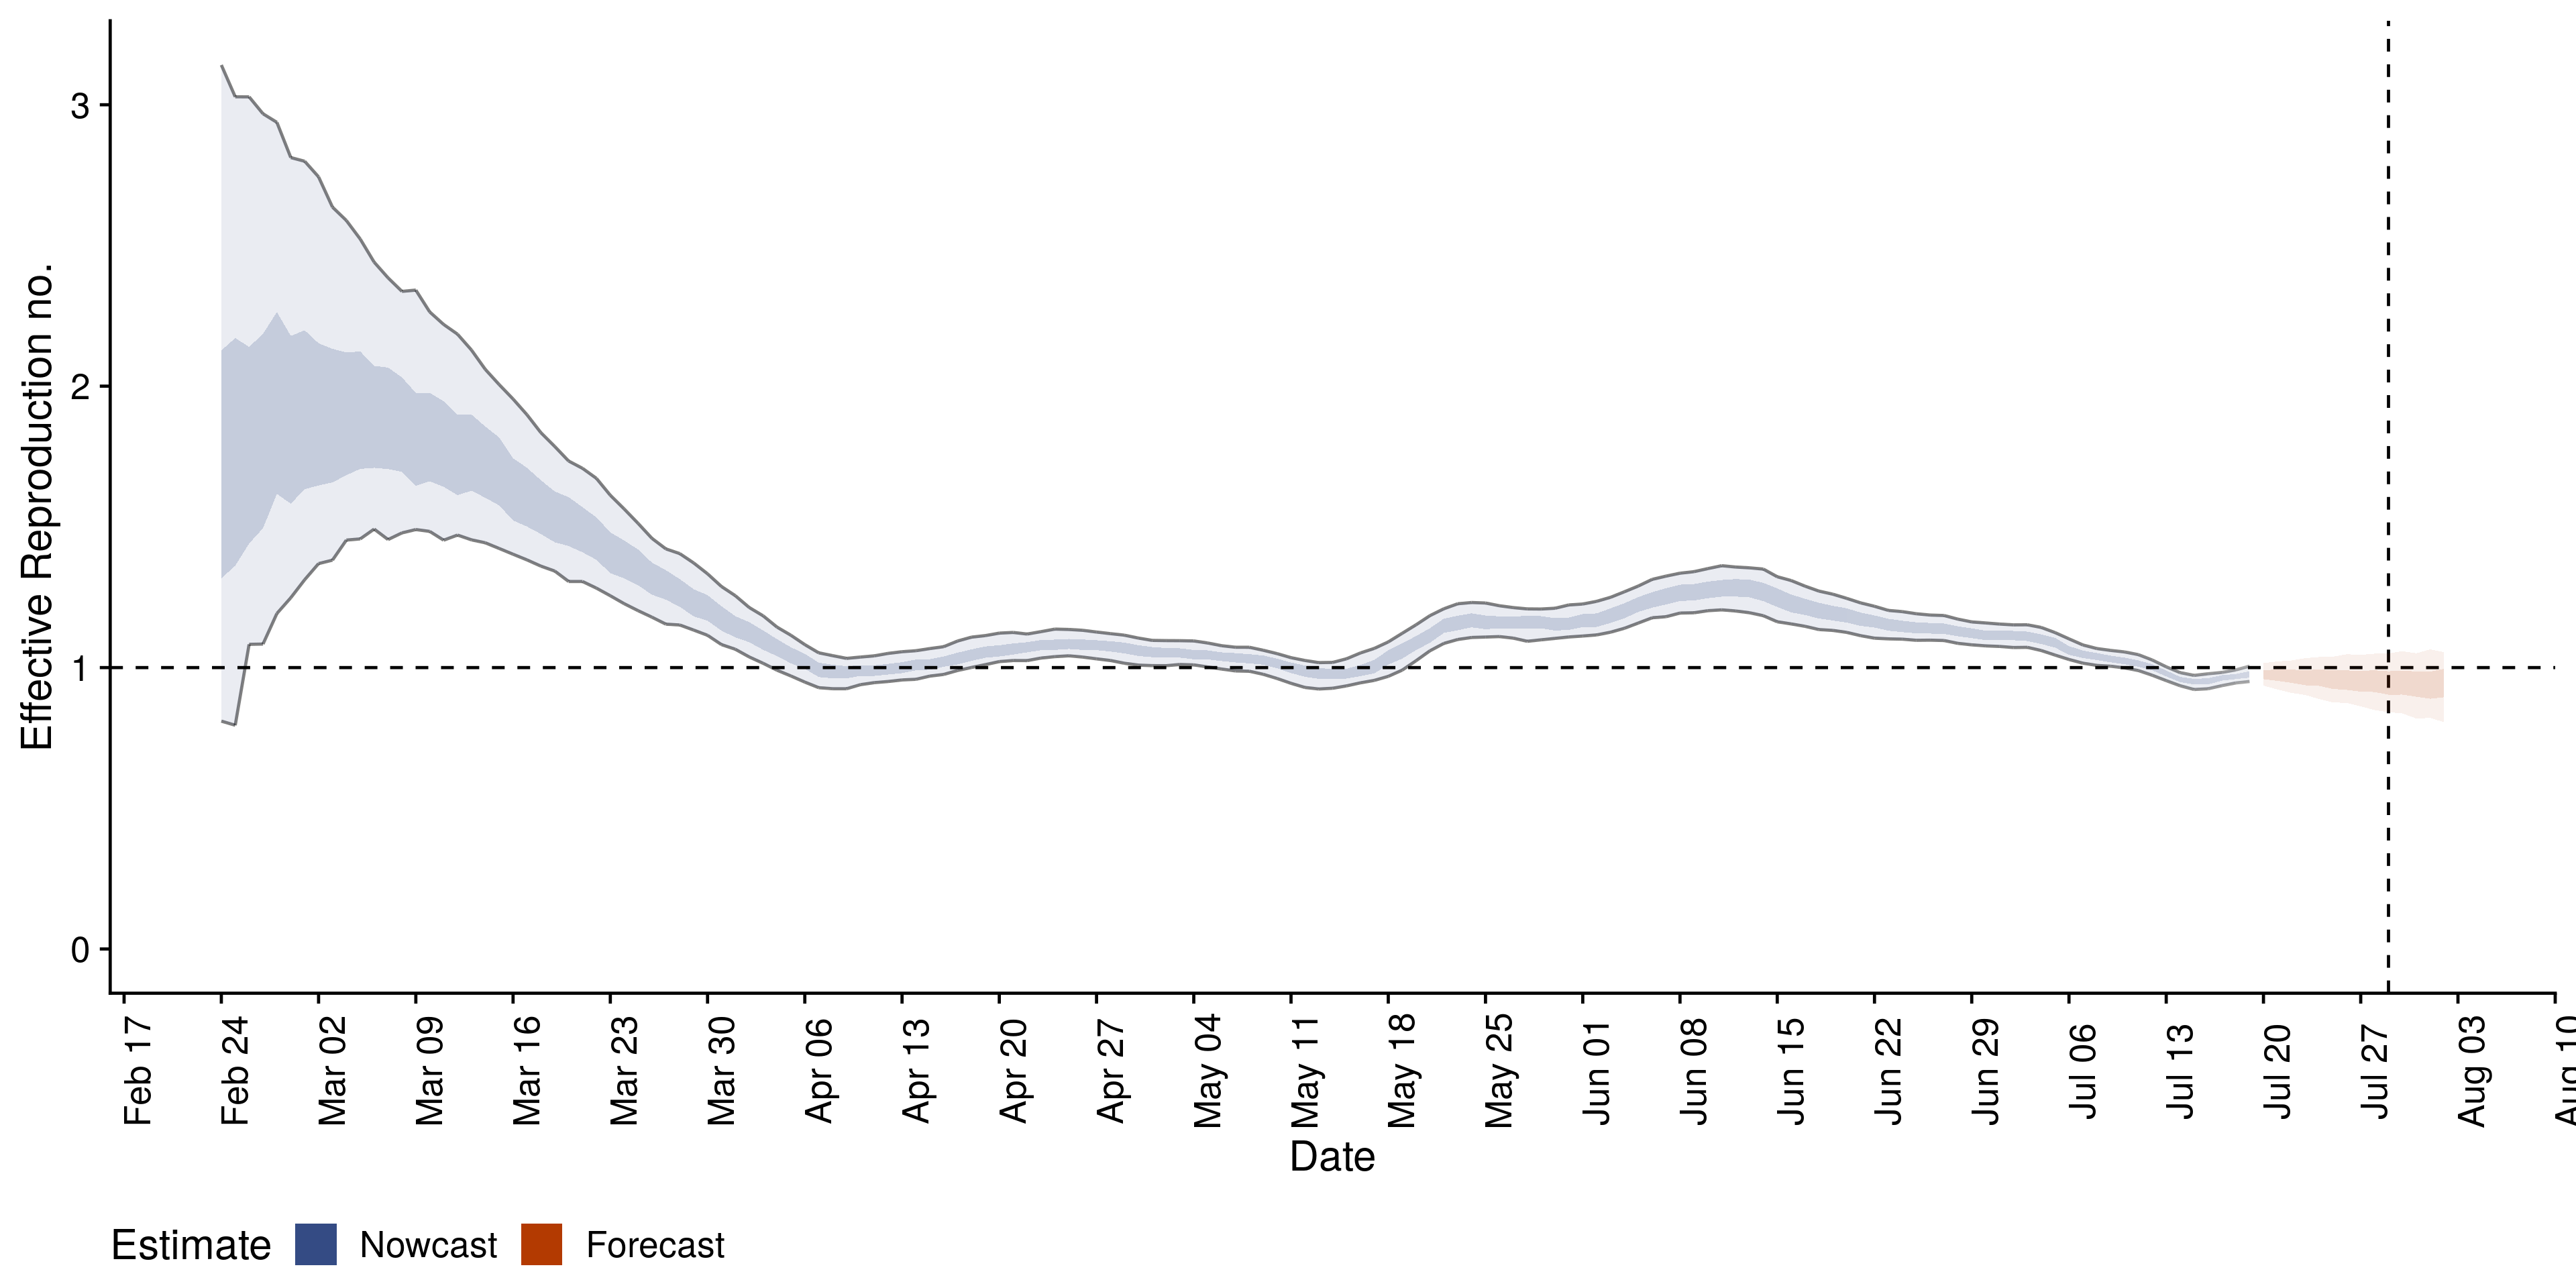 Effective Reproduction no.
3
2
1
0
Feb 17
Feb 24
Mar 02
Mar 09
Mar 16
Mar 23
Mar 30
Apr 06
Apr 13
Apr 20
Apr 27
May 04
May 11
May 18
May 25
Jun 01
Jun 08
Jun 15
Jun 22
Jun 29
Jul 06
Jul 13
Jul 20
Jul 27
Aug 03
Aug 10
Date
Estimate Nowcast Forecast